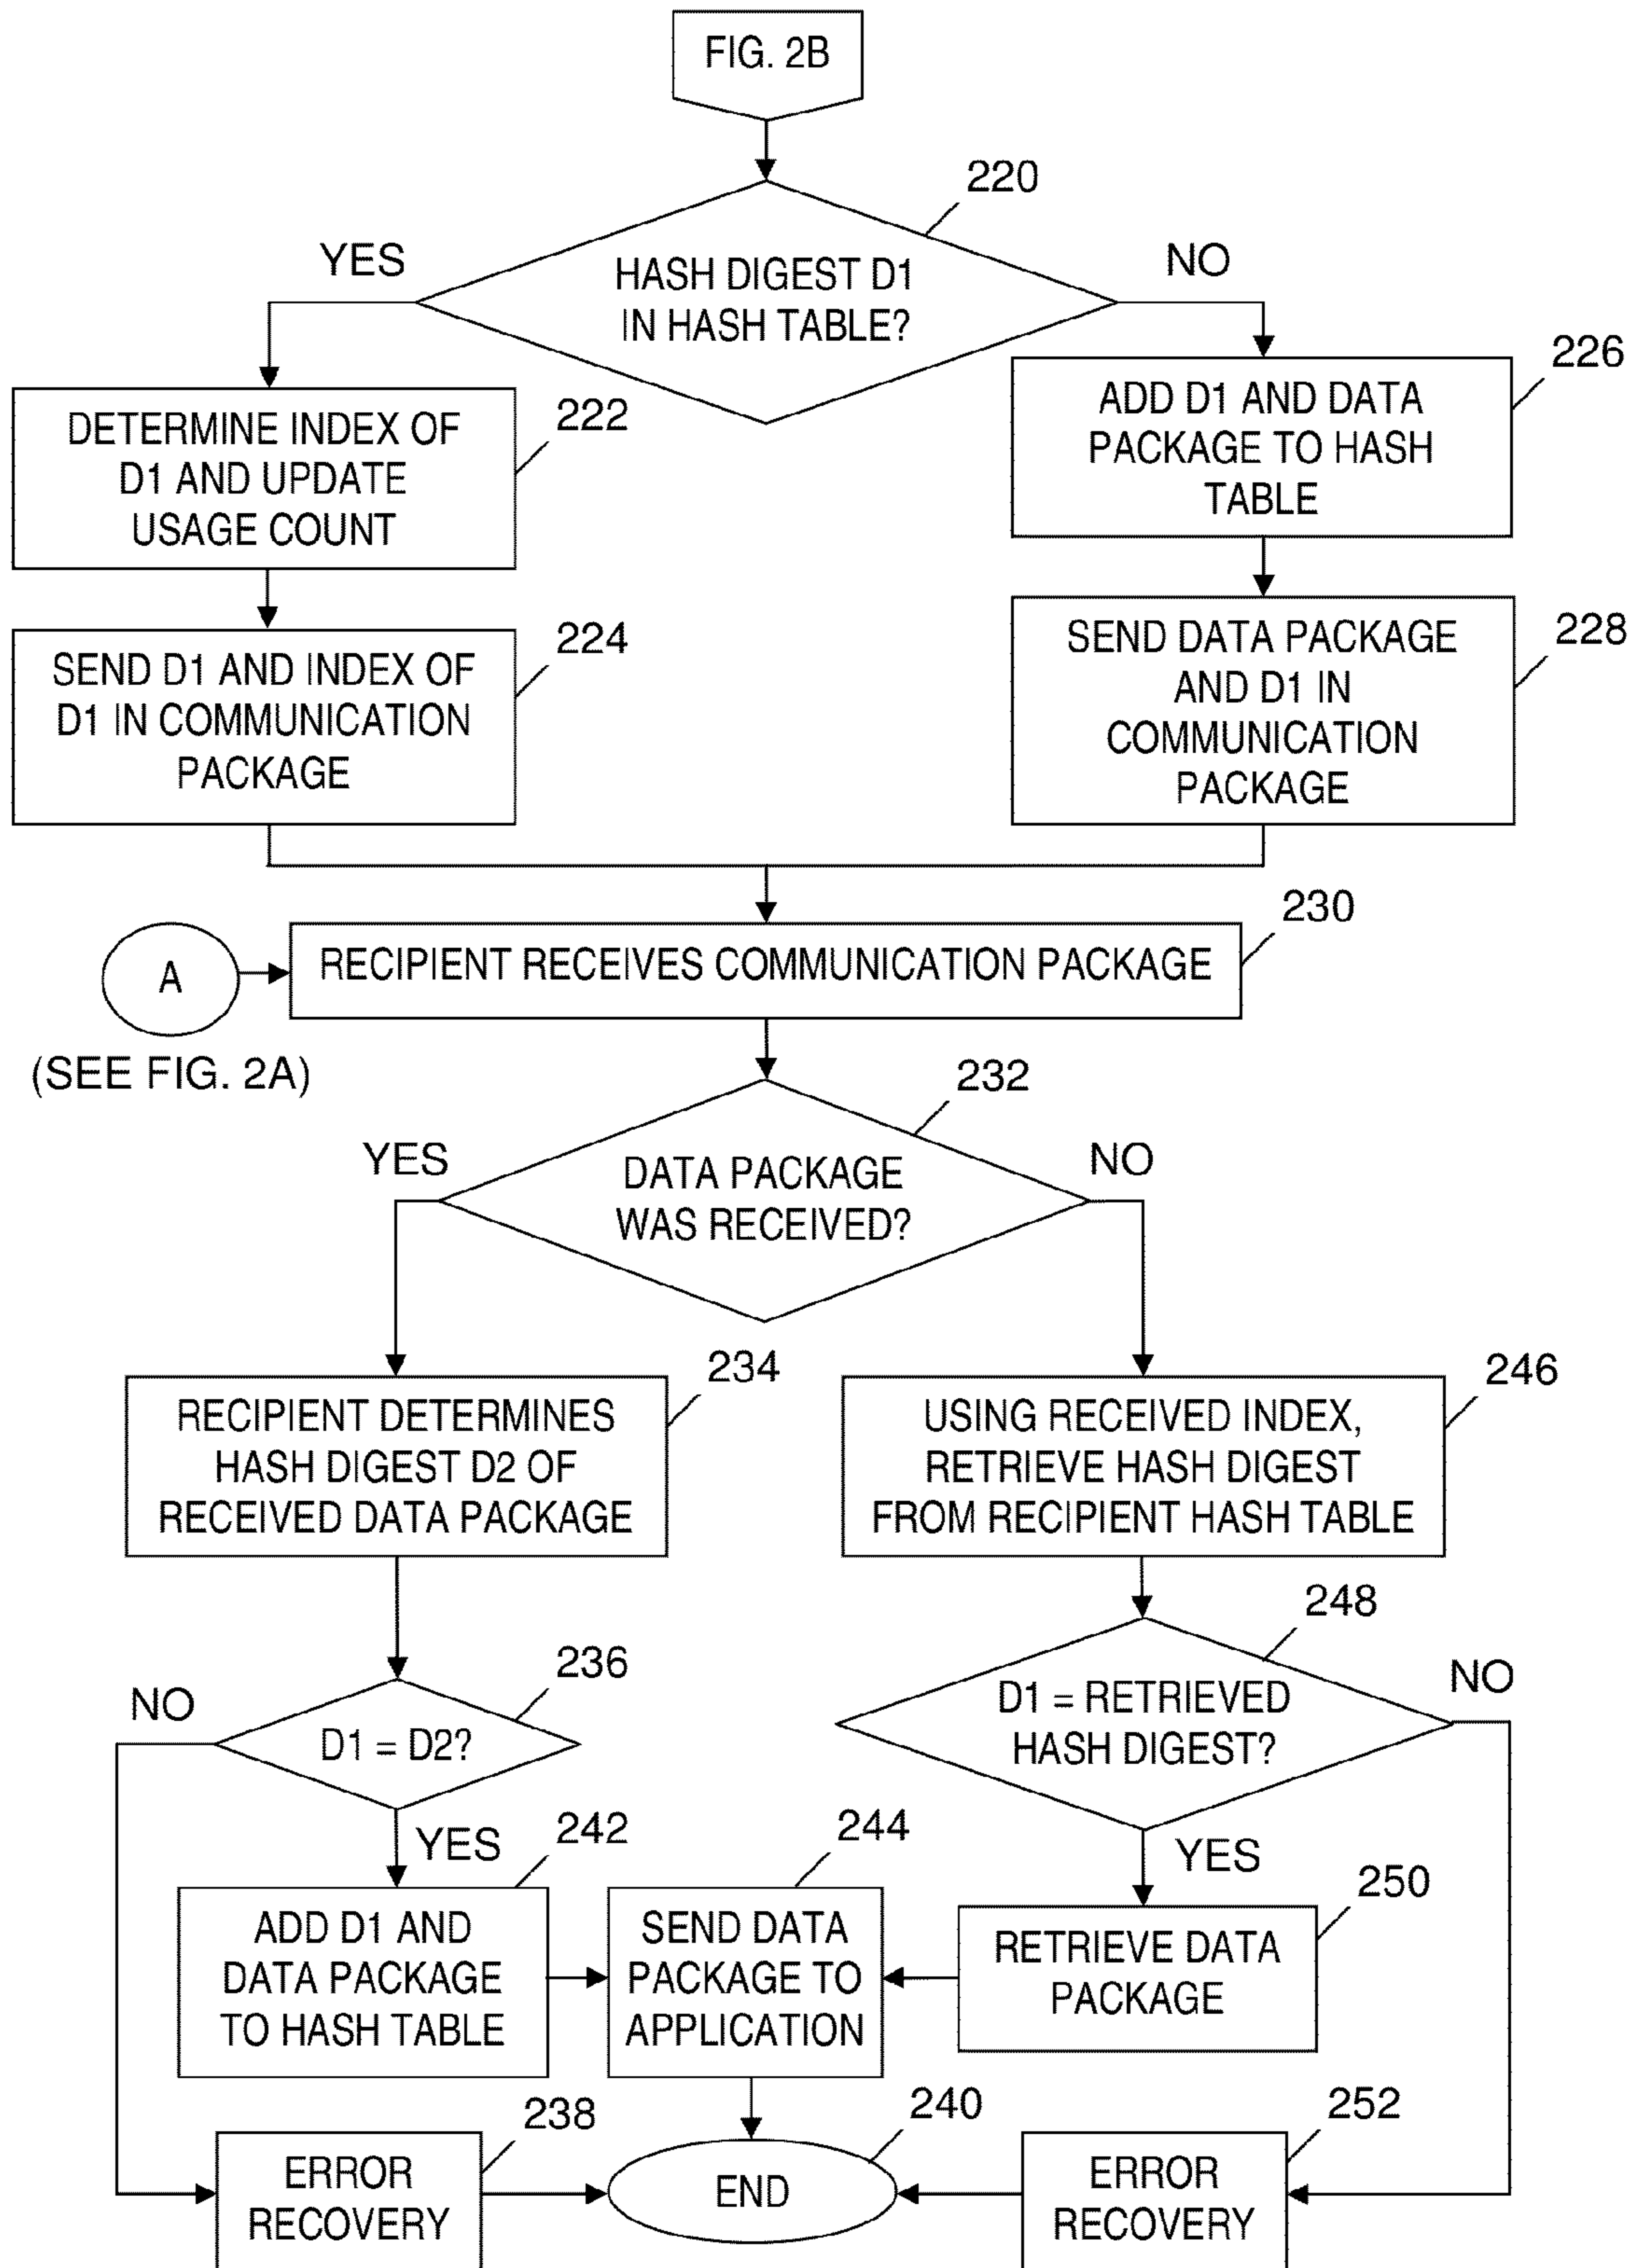 FIG. 2B
220
YES
NO
HASH DIGEST D1
IN HASH TABLE?
226
222
DETERMINE INDEX OF
D1 AND UPDATE
USAGE COUNT
ADD D1 AND DATA
PACKAGE TO HASH
TABLE
224
228
SEND D1 AND INDEX OF
D1 IN COMMUNICATION
PACKAGE
SEND DATA PACKAGE
AND D1 IN
COMMUNICATION
PACKAGE
230
A
RECIPIENT RECEIVES COMMUNICATION PACKAGE
(SEE FIG. 2A)
232
YES
NO
DATA PACKAGE
WAS RECEIVED?
234
246
RECIPIENT DETERMINES
HASH DIGEST D2 OF
RECEIVED DATA PACKAGE
USING RECEIVED INDEX,
RETRIEVE HASH DIGEST
FROM RECIPIENT HASH TABLE
248
236
NO
NO
D1 = D2?
D1 = RETRIEVED
HASH DIGEST?
242
244
YES
YES
250
ADD D1 AND
DATA PACKAGE
TO HASH TABLE
SEND DATA
PACKAGE TO
APPLICATION
RETRIEVE DATA
PACKAGE
238
240
252
ERROR
RECOVERY
END
ERROR
RECOVERY